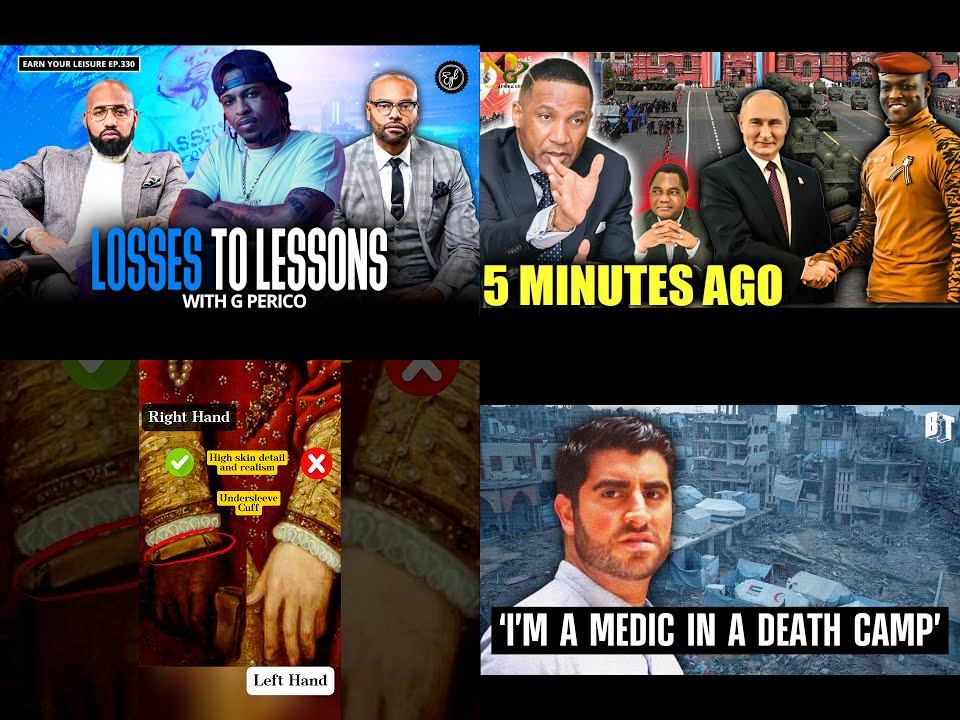 EARN YOUR LEISURE EP.330
LOSSES TO LESSONS
WITH G PERICO
5 MINUTES AGO
Right Hand
High skin detail
and realism
Undersleeve
Cuff
Left Hand
BT
'I'M A MEDIC IN A DEATH CAMP'